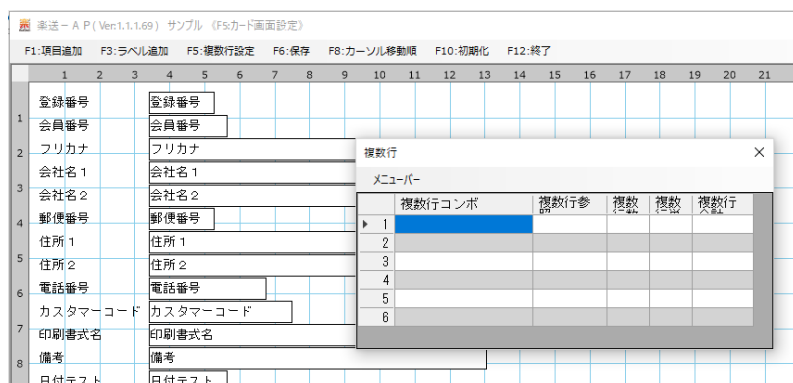 楽送－ＡＰ(Ver:1.1.1.69) サンプル 《F5:カード画面設定》
F1:項目追加 F3:ラベル追加 F5:複数行設定 F6:保存 F8:カーソル移動順 F10:初期化 F12:終了
1 2 3 4 5 6 7 8 9 10 11 12 13 14 15 16 17 18 19 20 21
登録番号 登録番号
1
会員番号 会員番号
2 フリカナ フリカナ
会社名１ 会社名１
3
会社名２ 会社名２
4 郵便番号 郵便番号
住所１ 住所１
5
住所２ 住所２
6 電話番号 電話番号
カスタマーコード カスタマーコード
7 印刷書式名 印刷書式名
備考 備考
8
日付テスト 日付テスト
複数行
メニューバー
複数行コンボ 複数行参照 複数 複数 複数行
1
2
3
4
5
6